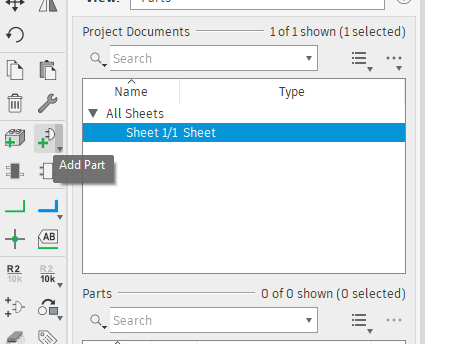 View: Parts
Project Documents 1 of 1 shown (1 selected)
Search
Name Type
All Sheets
Sheet 1/1 Sheet
Add Part
AB
R2 R2
10k 10k
Parts 0 of 0 shown (0 selected)
Search